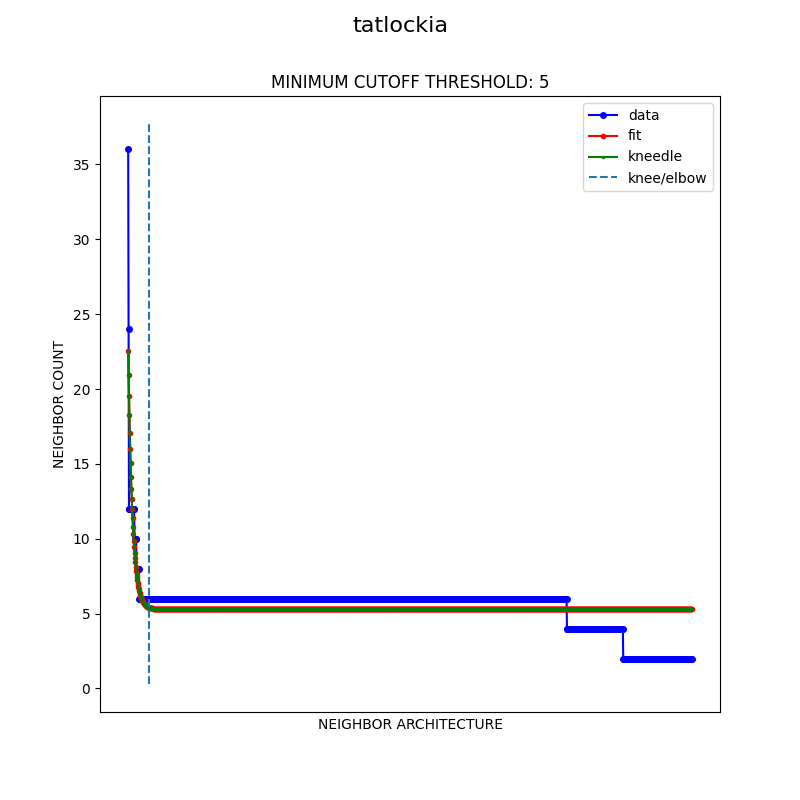 tatlockia
MINIMUM CUTOFF THRESHOLD: 5
data
fit
kneedle
knee/elbow
35
30
25
20
15
10
5
0
NEIGHBOR COUNT
NEIGHBOR ARCHITECTURE